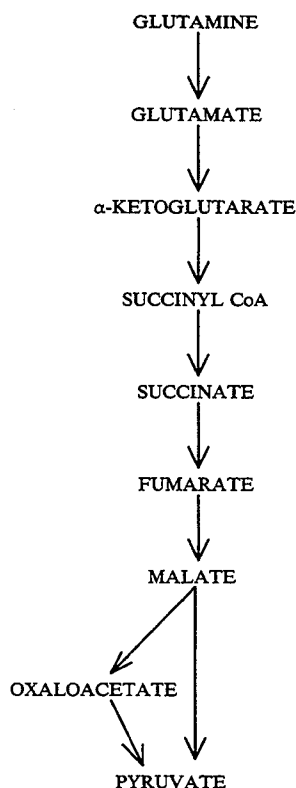 GLUTAMINE
GLUTAMATE
α-KETOGLUTARATE
SUCCINYL CoA
SUCCINATE
FUMARATE
MALATE
OXALOACETATE
PYRUVATE